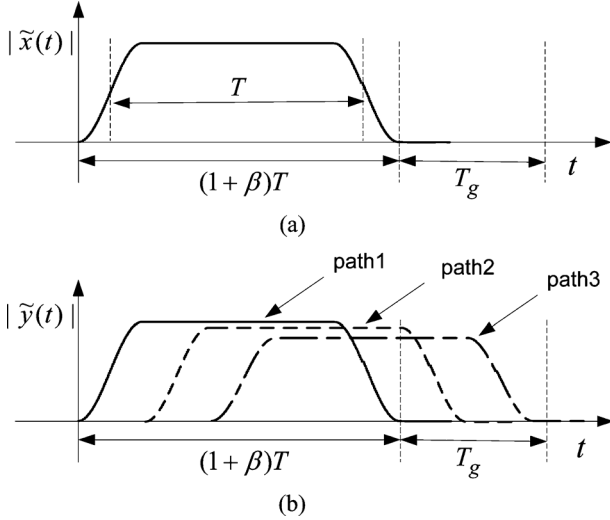 | x̃(t) |
T
(1 + β)T
T_g
t
(a)
path1
path2
path3
| ỹ(t) |
(1 + β)T
T_g
t
(b)